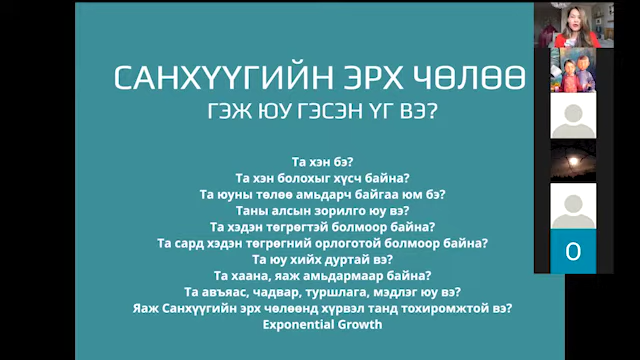 САНХҮҮГИЙН ЭРХ ЧӨЛӨӨ
ГЭЖ ЮУ ГЭСЭН ҮГ ВЭ?
Та хэн бэ?
Та хэн болохыг хүсч байна?
Та юуны төлөө амьдарч байгаа юм бэ?
Таны алсын зорилго юу вэ?
Та хэдэн төгрөгтэй болмоор байна?
Та сард хэдэн төгрөгний орлоготой болмоор байна?
Та юу хийх дуртай вэ?
Та хаана, яаж амьдармаар байна?
Та авъяас, чадвар, туршлага, мэдлэг юу вэ?
Яаж Санхүүгийн эрх чөлөөнд хүрвэл танд тохиромжтой вэ?
Exponential Growth
O